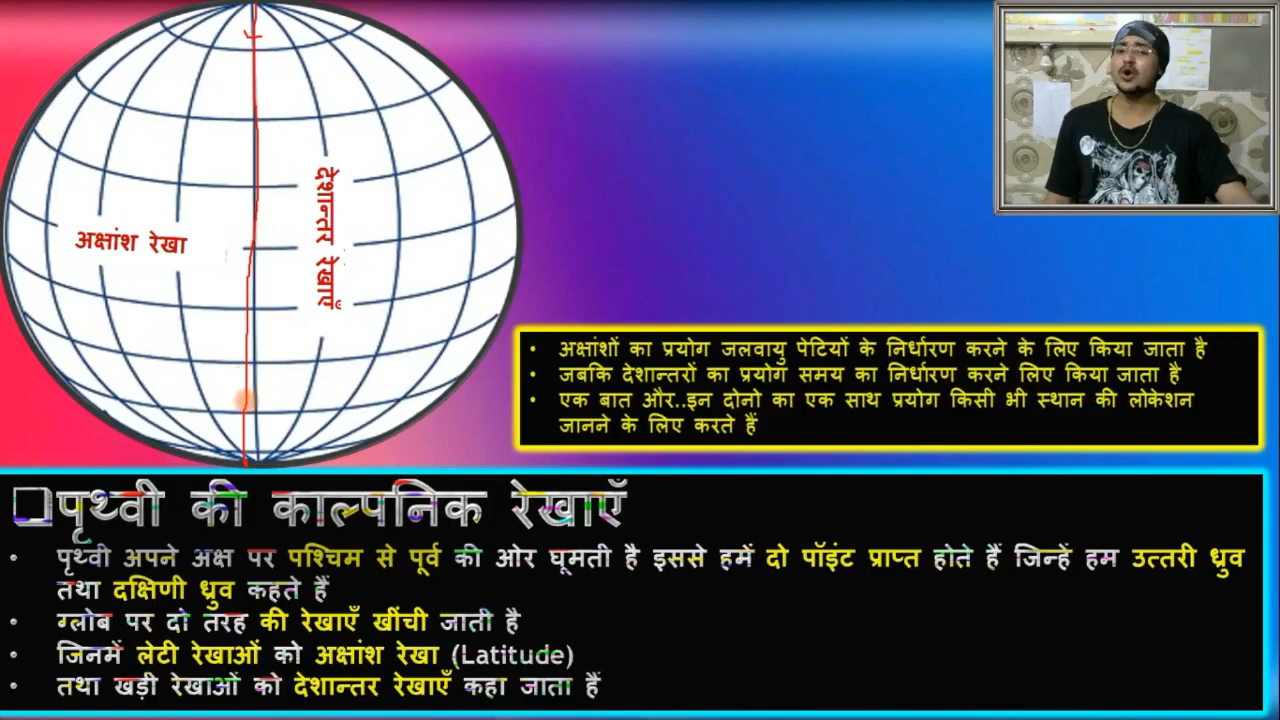 अक्षांश रेखा
देशान्तर रेखाएँ
• अक्षांशों का प्रयोग जलवायु पेटियों के निर्धारण करने के लिए किया जाता है
• जबकि देशान्तरों का प्रयोग समय का निर्धारण करने लिए किया जाता है
• एक बात और..इन दोनो का एक साथ प्रयोग किसी भी स्थान की लोकेशन
जानने के लिए करते हैं
❑पृथ्वी की काल्पनिक रेखाएँ
• पृथ्वी अपने अक्ष पर पश्चिम से पूर्व की ओर घूमती है इससे हमें दो पॉइंट प्राप्त होते हैं जिन्हें हम उत्तरी ध्रुव
तथा दक्षिणी ध्रुव कहते हैं
• ग्लोब पर दो तरह की रेखाएँ खींची जाती है
• जिनमें लेटी रेखाओं को अक्षांश रेखा (Latitude)
• तथा खड़ी रेखाओं को देशान्तर रेखाएँ कहा जाता हैं